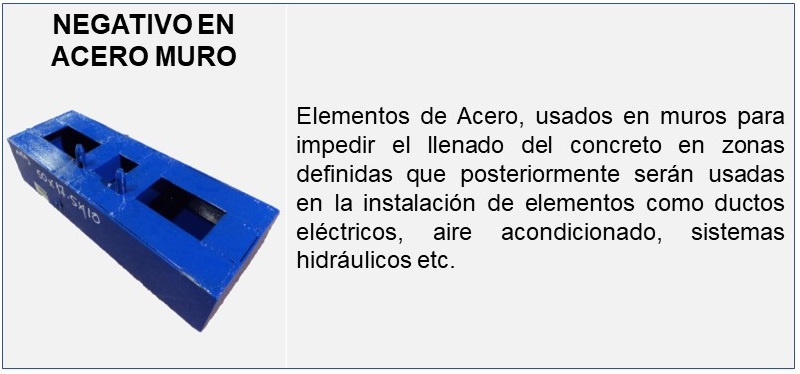 NEGATIVO EN
ACERO MURO
Elementos de Acero, usados en muros para
impedir el llenado del concreto en zonas
definidas que posteriormente serán usadas
en la instalación de elementos como ductos
eléctricos, aire acondicionado, sistemas
hidráulicos etc.